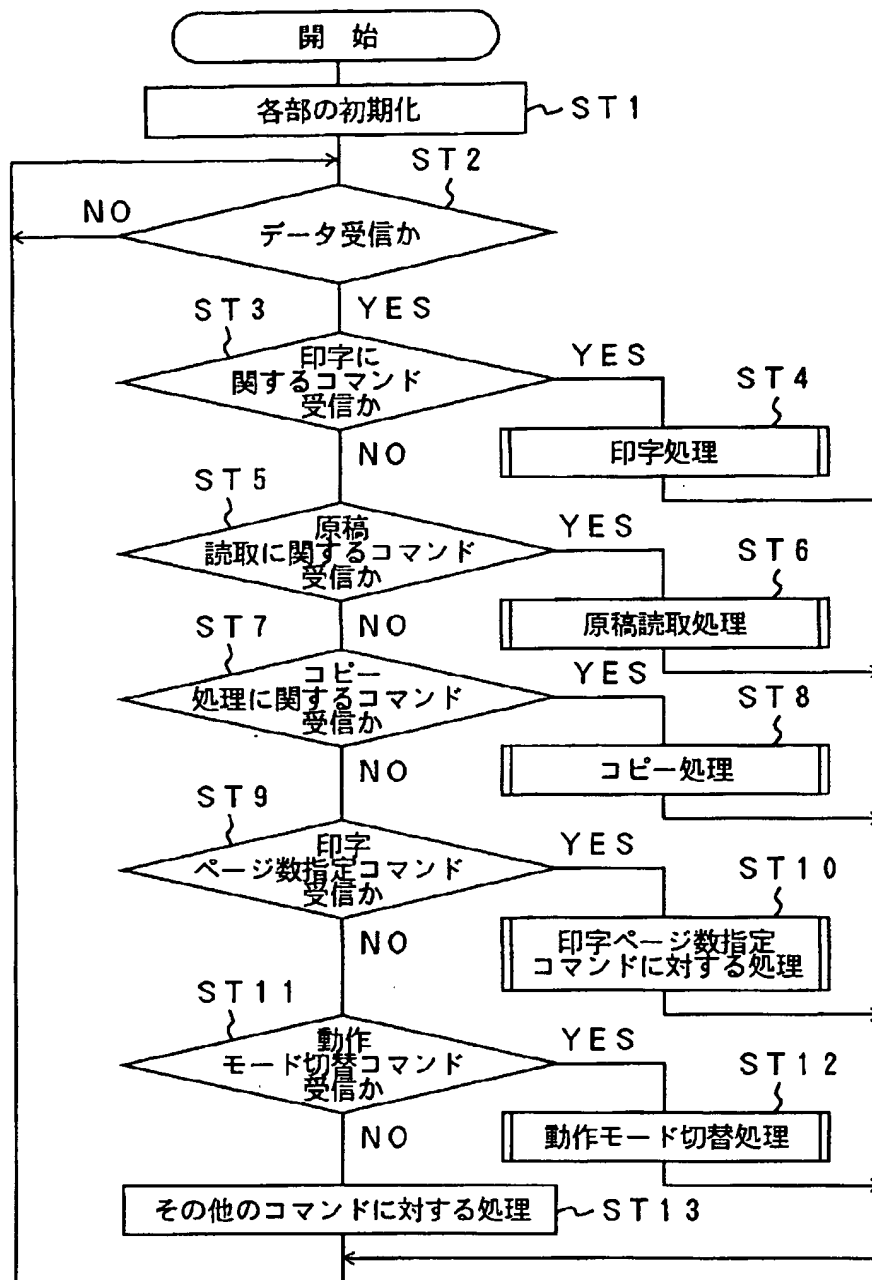 開　始
各部の初期化
ST1
ST2
NO
データ受信か
YES
ST3
印字に
関するコマンド
受信か
YES
ST4
印字処理
NO
ST5
原稿
読取に関するコマンド
受信か
YES
ST6
原稿読取処理
NO
ST7
コピー
処理に関するコマンド
受信か
YES
ST8
コピー処理
NO
ST9
印字
ページ数指定コマンド
受信か
YES
ST10
印字ページ数指定
コマンドに対する処理
NO
ST11
動作
モード切替コマンド
受信か
YES
ST12
動作モード切替処理
NO
その他のコマンドに対する処理
ST13